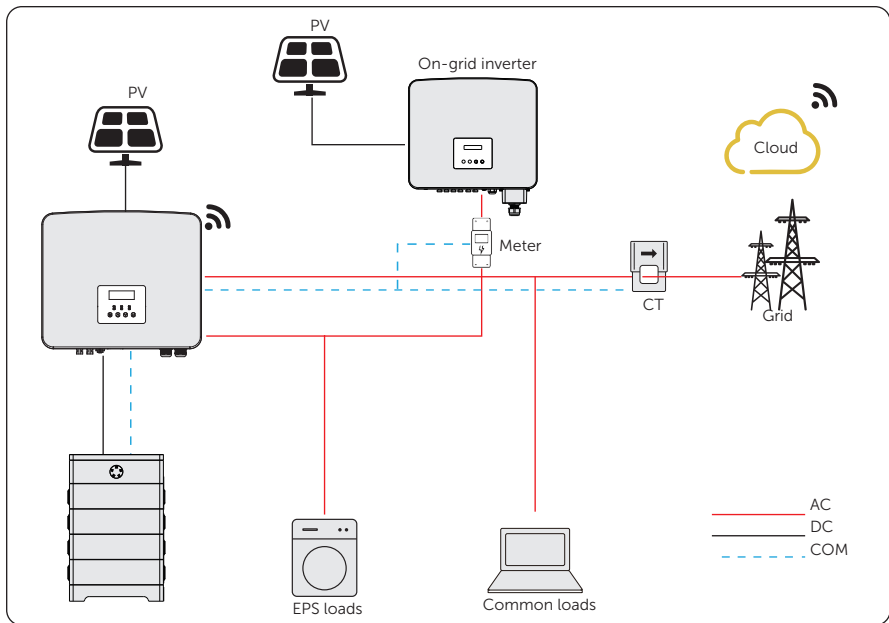 PV
On-grid inverter
PV
Cloud
Meter
CT
Grid
AC
DC
COM
EPS loads
Common loads